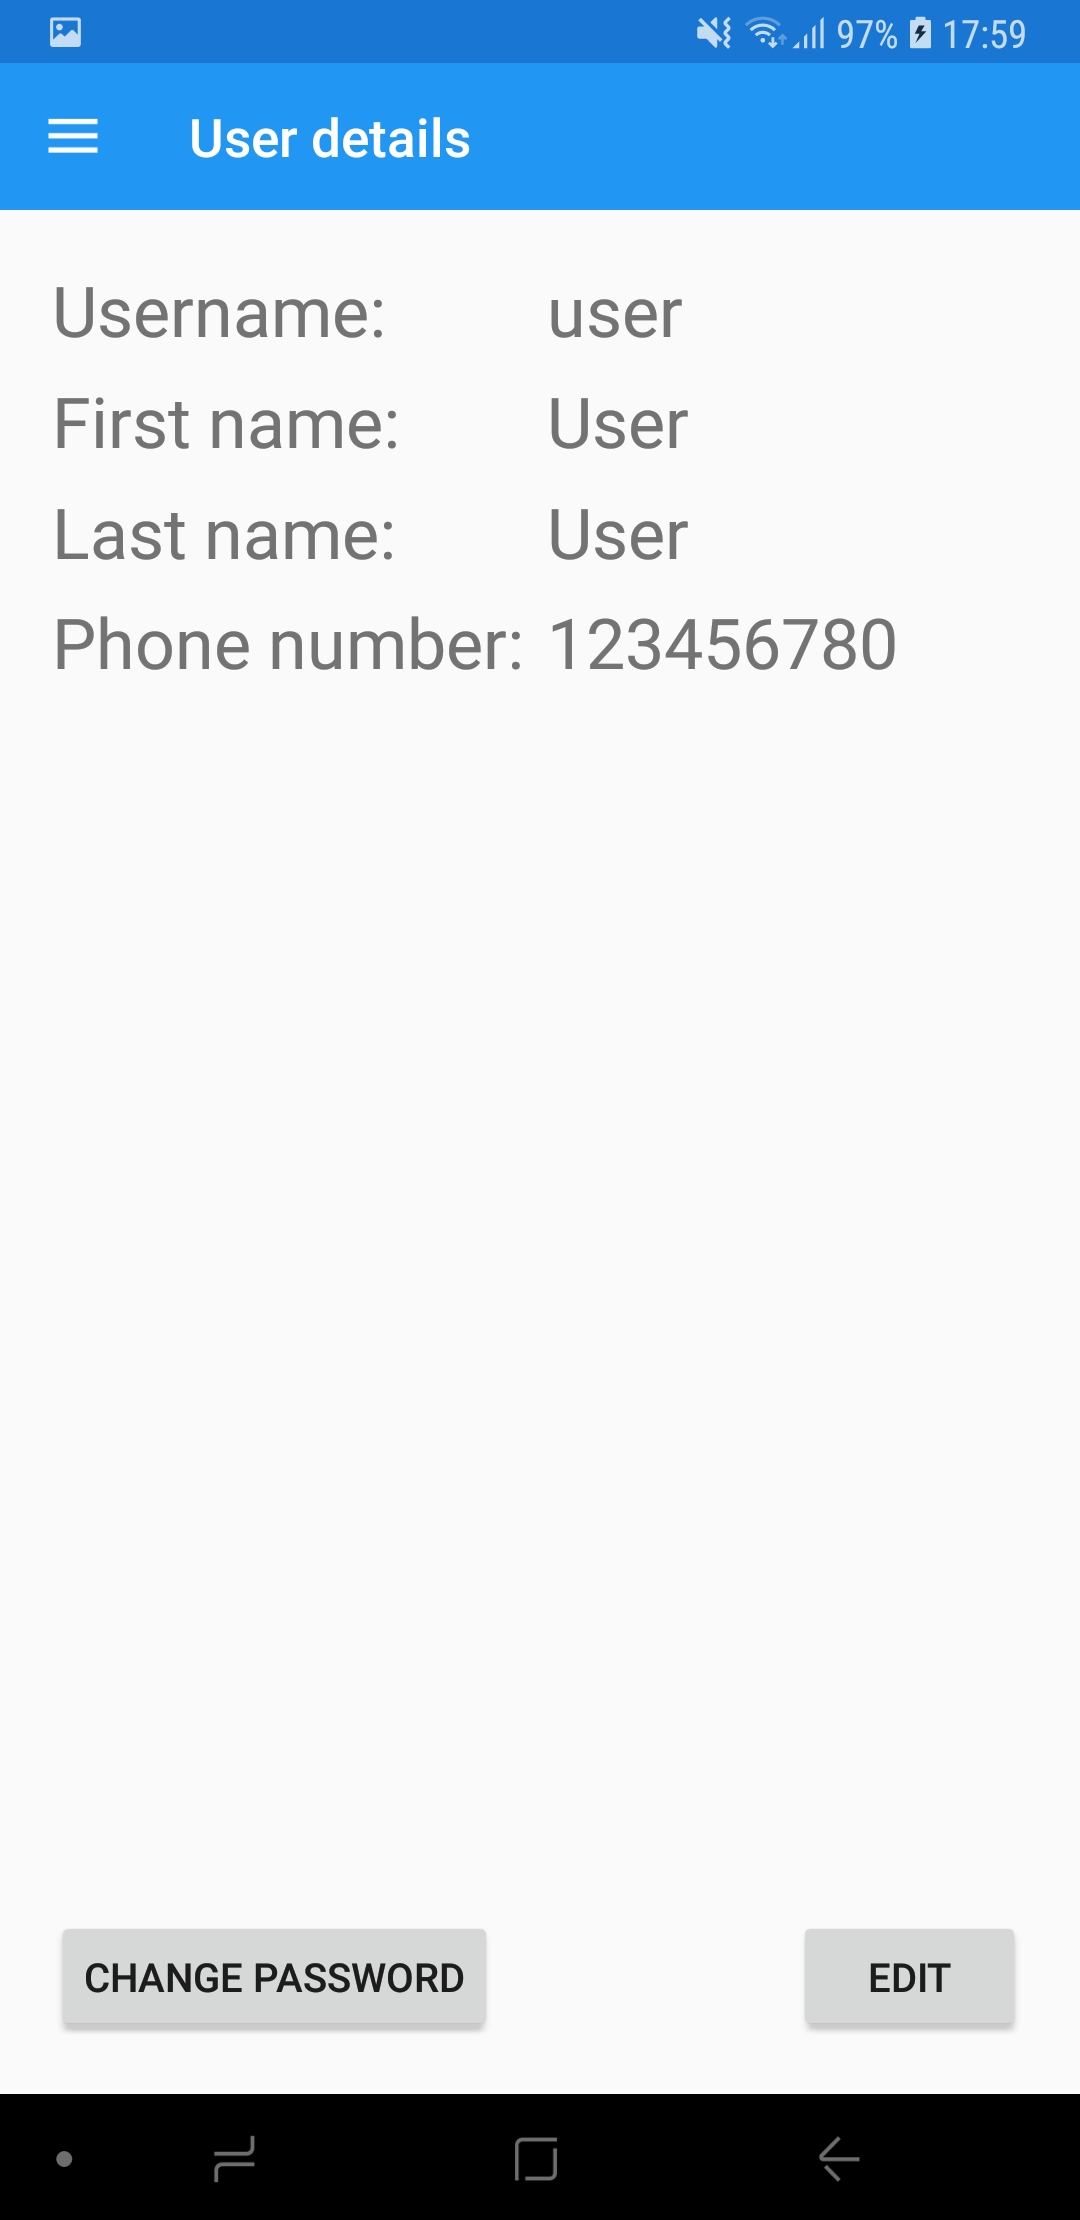 97% 17:59
User details
Username: user
First name: User
Last name: User
Phone number: 123456780
CHANGE PASSWORD EDIT